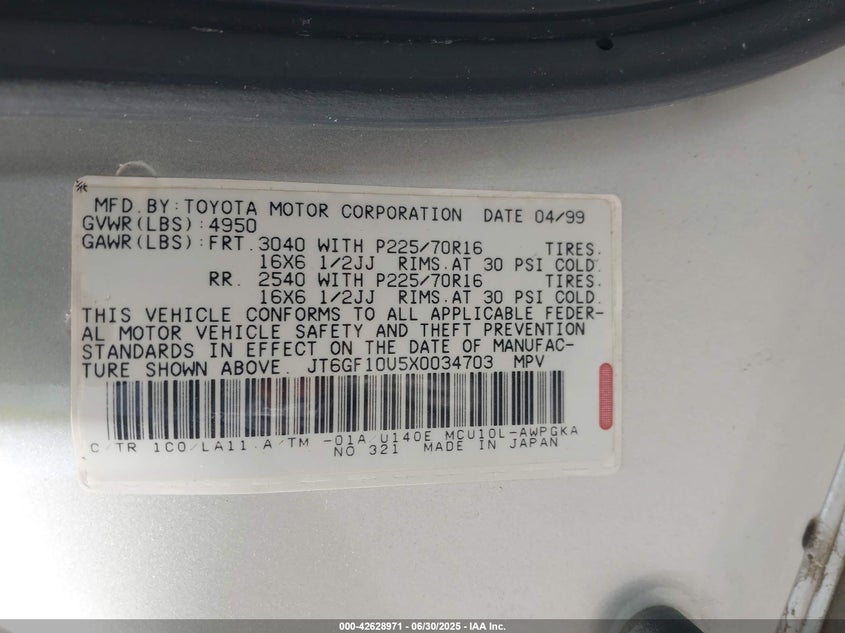 MFD.BY:TOYOTA MOTOR CORPORATION DATE 04/99
GVWR(LBS):4950
GAWR(LBS):FRT.3040 WITH P225/70R16 TIRES.
16X6 1/2JJ RIMS.AT 30 PSI COLD.
RR. 2540 WITH P225/70R16 TIRES.
16X6 1/2JJ RIMS.AT 30 PSI COLD.
THIS VEHICLE CONFORMS TO ALL APPLICABLE FEDER-
AL MOTOR VEHICLE SAFETY AND THEFT PREVENTION
STANDARDS IN EFFECT ON THE DATE OF MANUFAC-
TURE SHOWN ABOVE. JT6GF10U5X0034703 MPV
C/TR 1C0/LA11.A/TM -01A/U140E MCU10L-AWPGKA
NO 321 MADE IN JAPAN
000-42628971 - 06/30/2025 - IAA Inc.